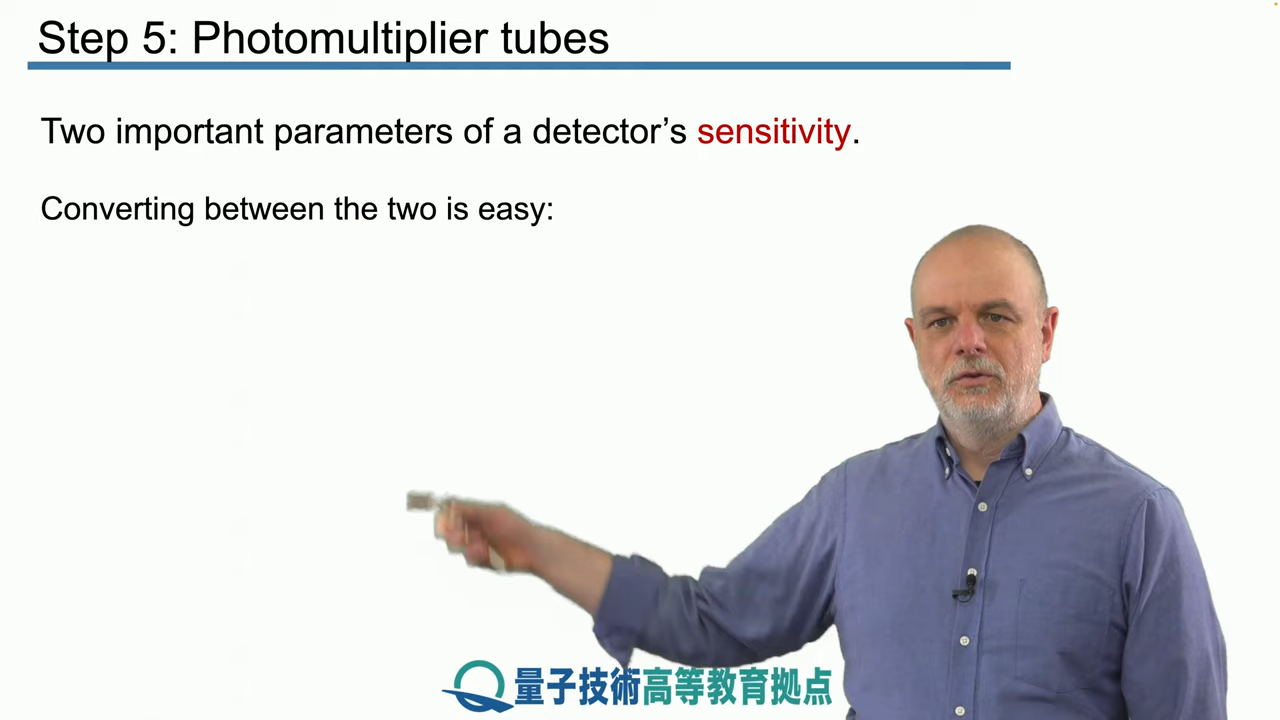 Step 5: Photomultiplier tubes
Two important parameters of a detector’s sensitivity.
Converting between the two is easy:
量子技術高等教育拠点